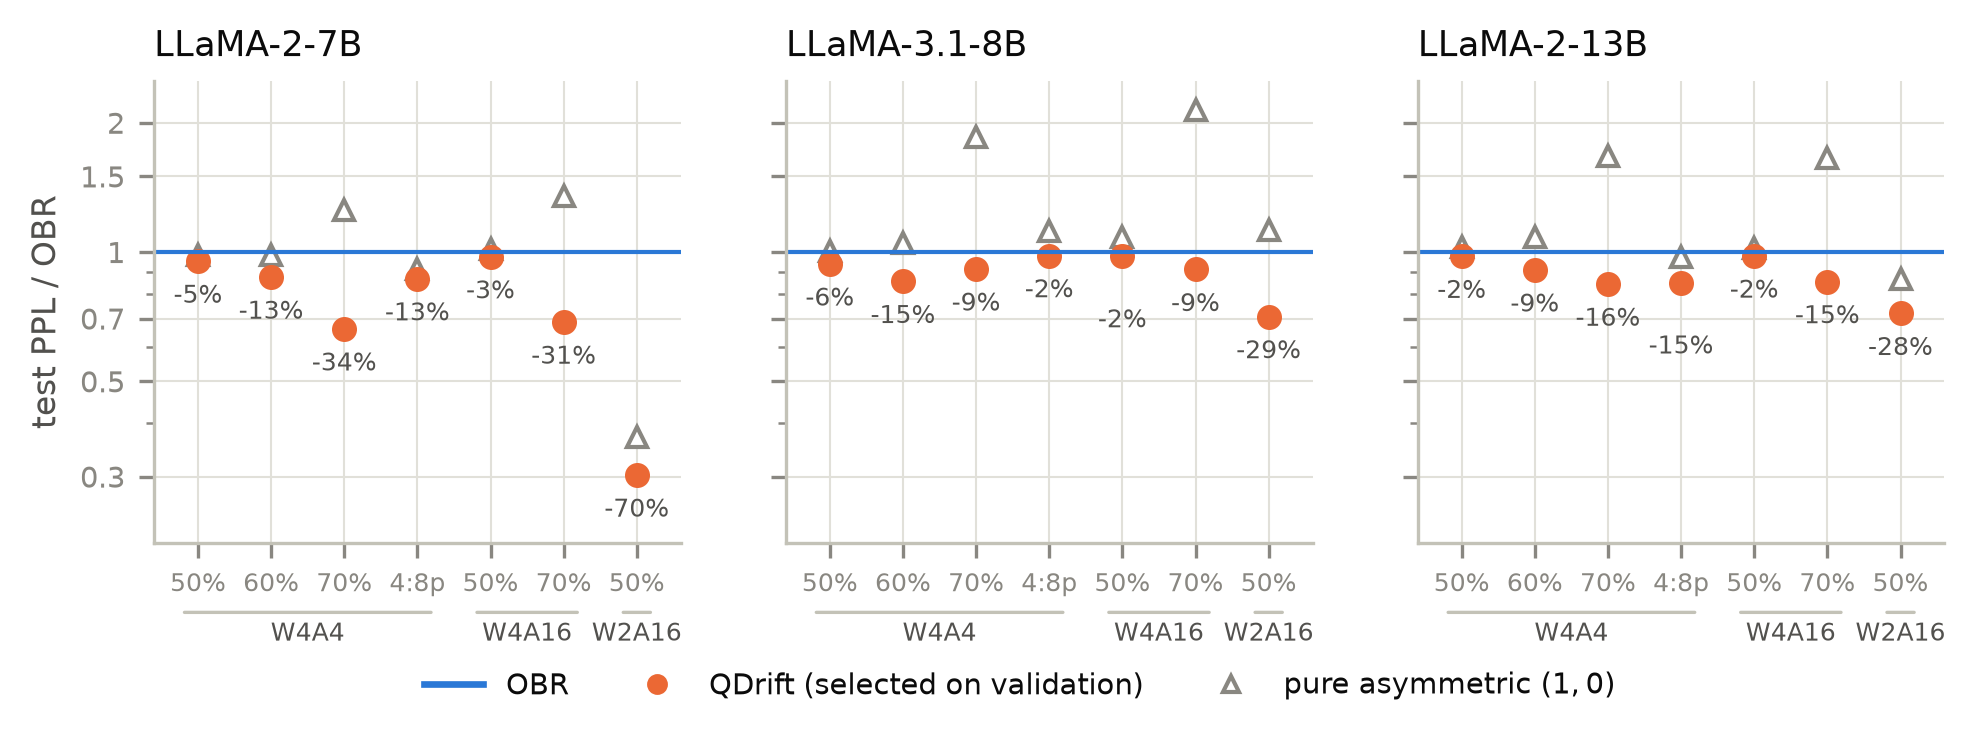 LLaMA-2-7B
LLaMA-3.1-8B
LLaMA-2-13B
test PPL / OBR
2
1.5
1
0.7
0.5
0.3
-5%
-13%
-34%
-13%
-3%
-31%
-70%
-6%
-15%
-9%
-2%
-2%
-9%
-29%
-2%
-9%
-16%
-15%
-2%
-15%
-28%
50% 60% 70% 4:8p 50% 70% 50%
W4A4 W4A16 W2A16
50% 60% 70% 4:8p 50% 70% 50%
W4A4 W4A16 W2A16
50% 60% 70% 4:8p 50% 70% 50%
W4A4 W4A16 W2A16
OBR QDrift (selected on validation) pure asymmetric (1, 0)